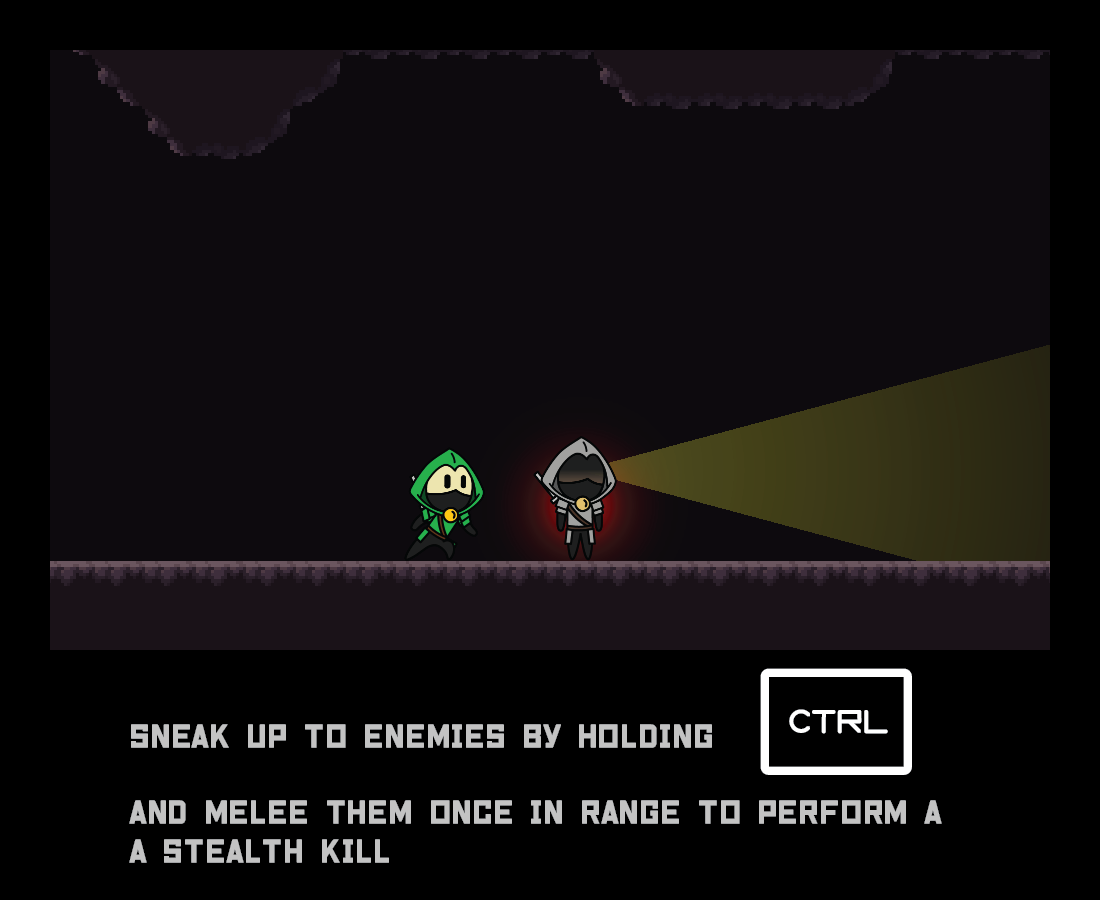 SNEAK UP TO ENEMIES BY HOLDING CTRL
AND MELEE THEM ONCE IN RANGE TO PERFORM A
A STEALTH KILL